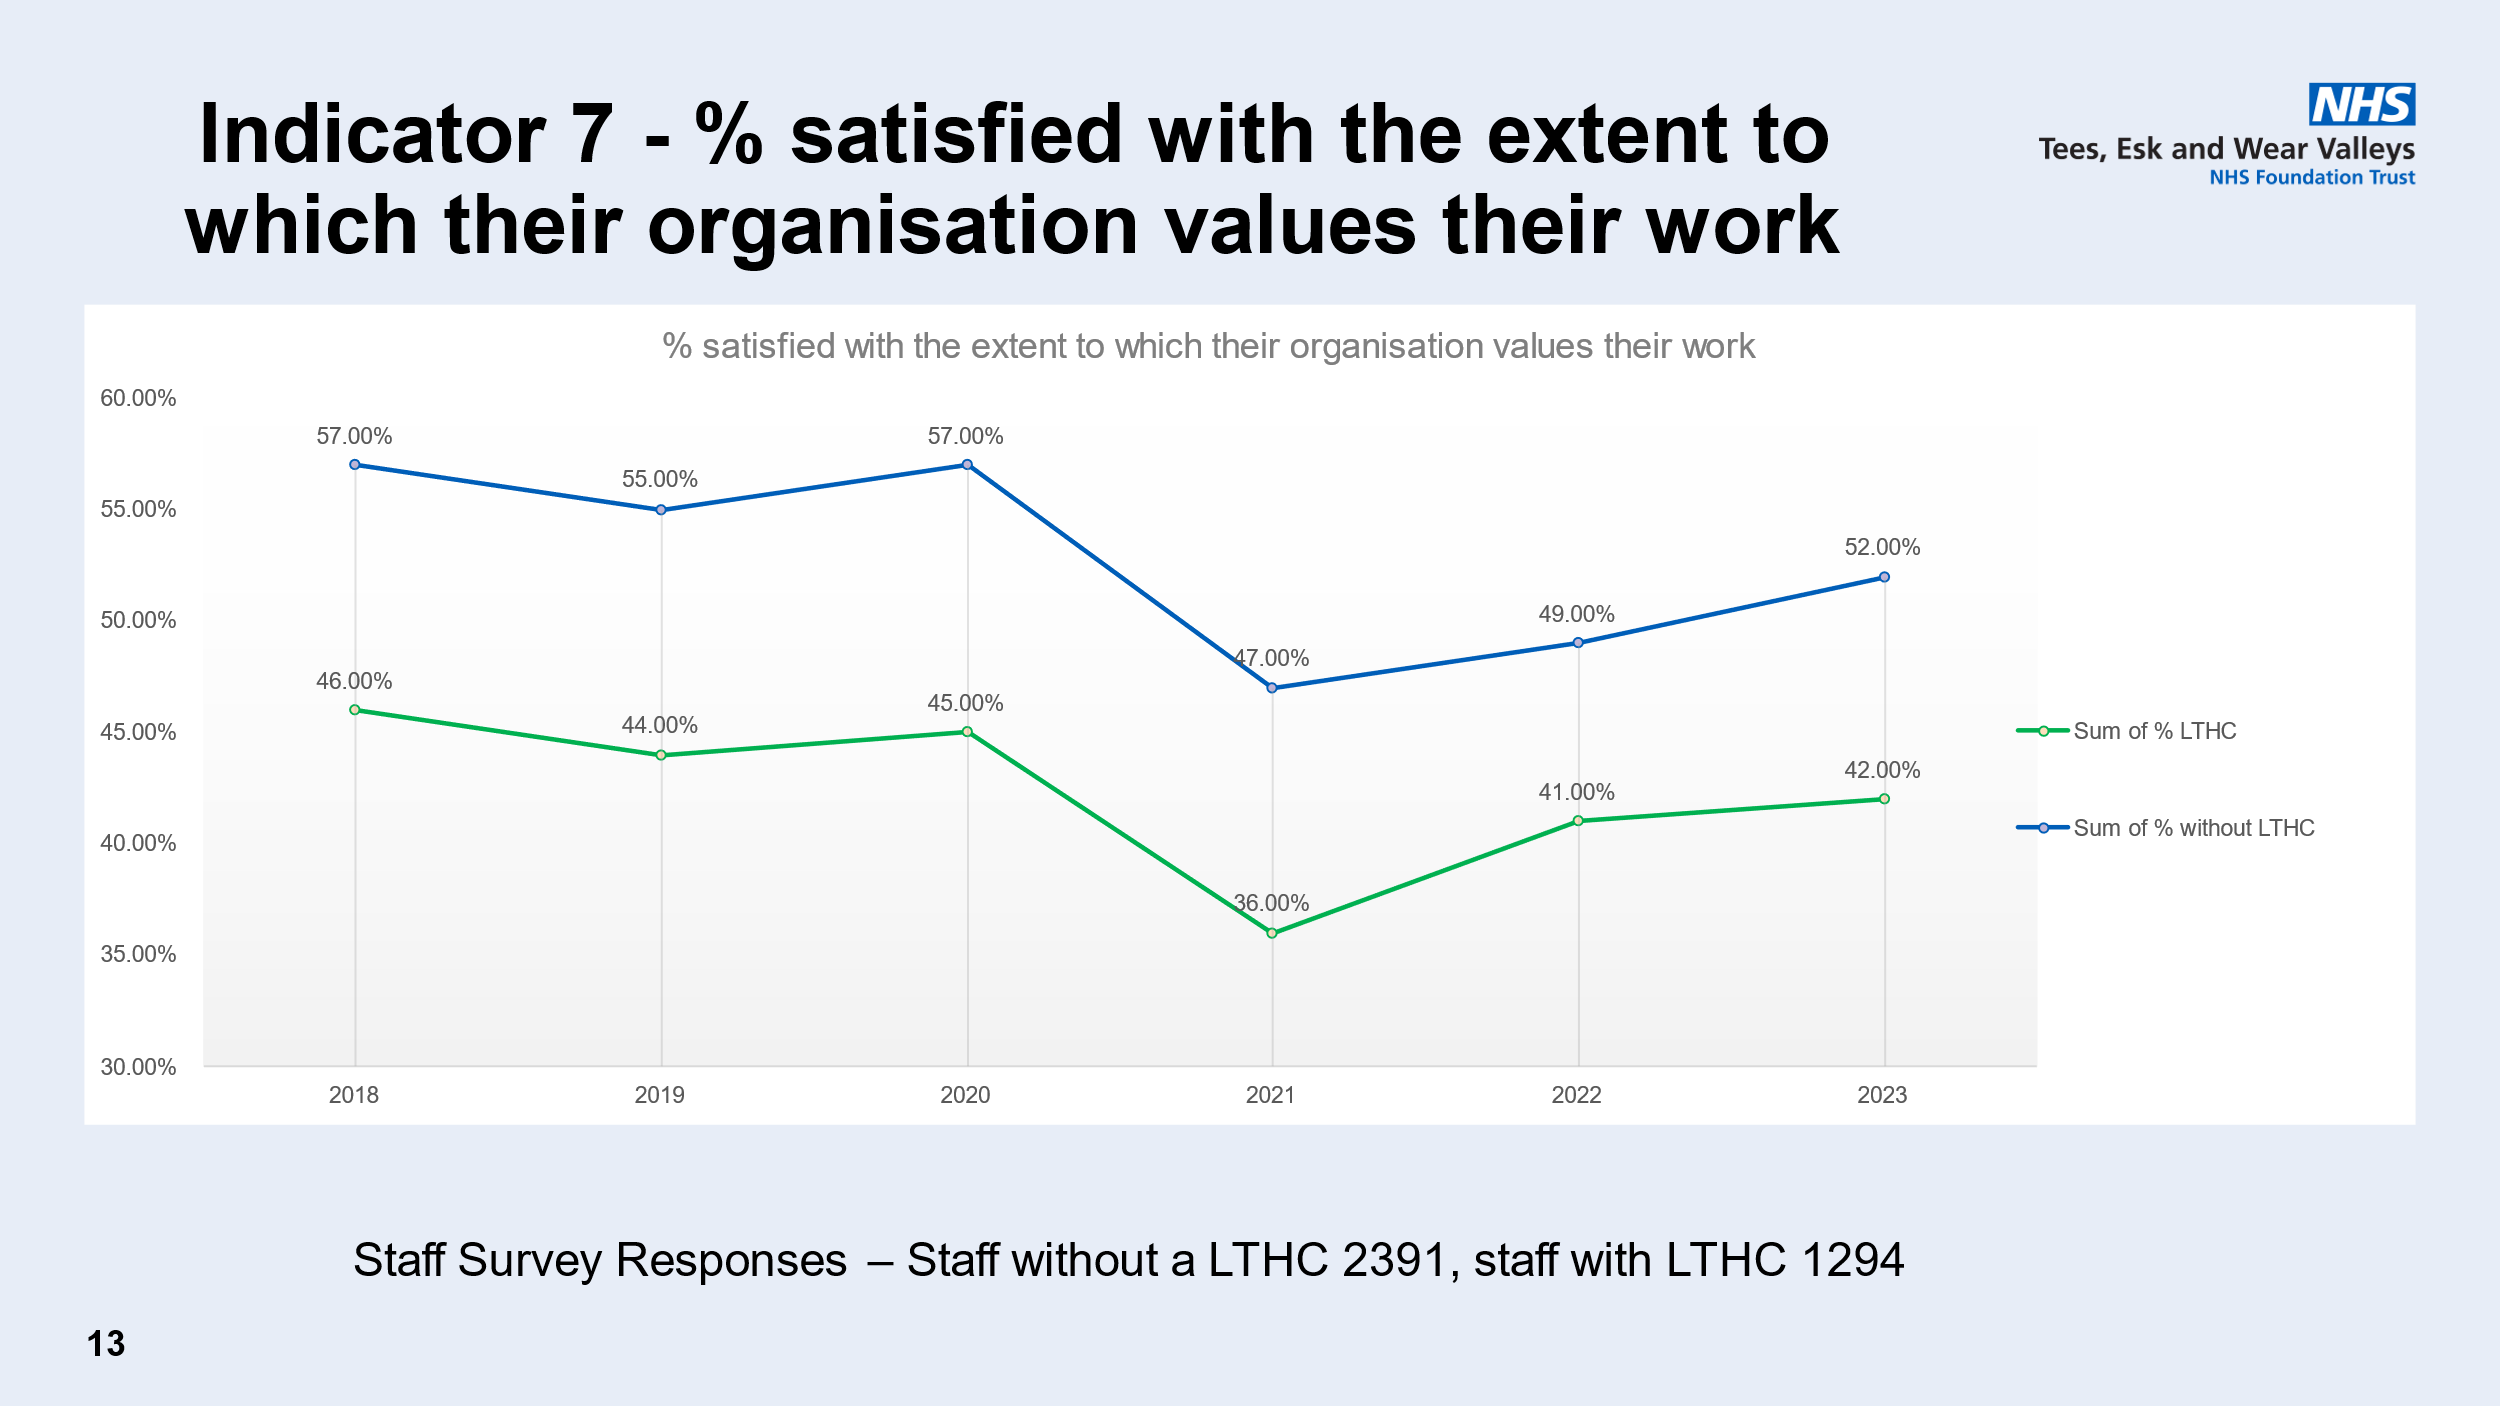 Indicator 7 - % satisfied with the extent to
which their organisation values their work
NHS
Tees, Esk and Wear Valleys
NHS Foundation Trust
% satisfied with the extent to which their organisation values their work
60.00%
55.00%
50.00%
45.00%
40.00%
35.00%
30.00%
57.00%
55.00%
57.00%
47.00%
49.00%
52.00%
46.00%
44.00%
45.00%
36.00%
41.00%
42.00%
2018
2019
2020
2021
2022
2023
Sum of % LTHC
Sum of % without LTHC
Staff Survey Responses – Staff without a LTHC 2391, staff with LTHC 1294
13